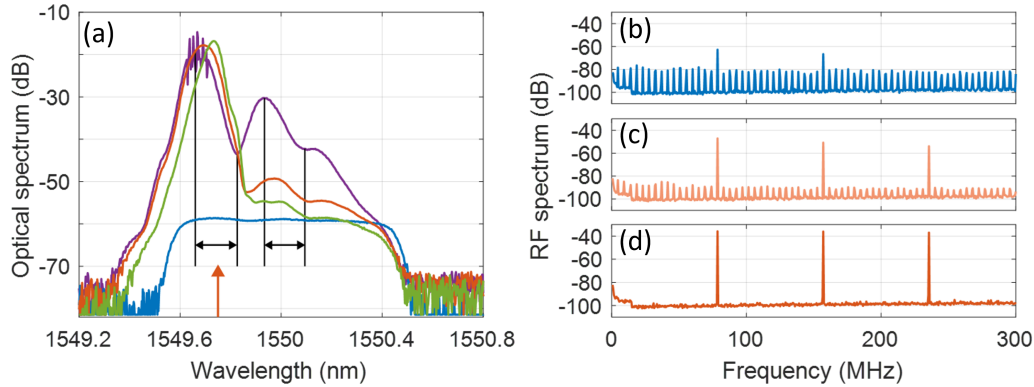 (a)
Optical spectrum (dB)
-10
-30
-50
-70
1549.2 1549.6 1550 1550.4 1550.8
Wavelength (nm)
RF spectrum (dB)
(b)
-40
-60
-80
-100
(c)
-40
-60
-80
-100
(d)
-40
-60
-80
-100
0 100 200 300
Frequency (MHz)